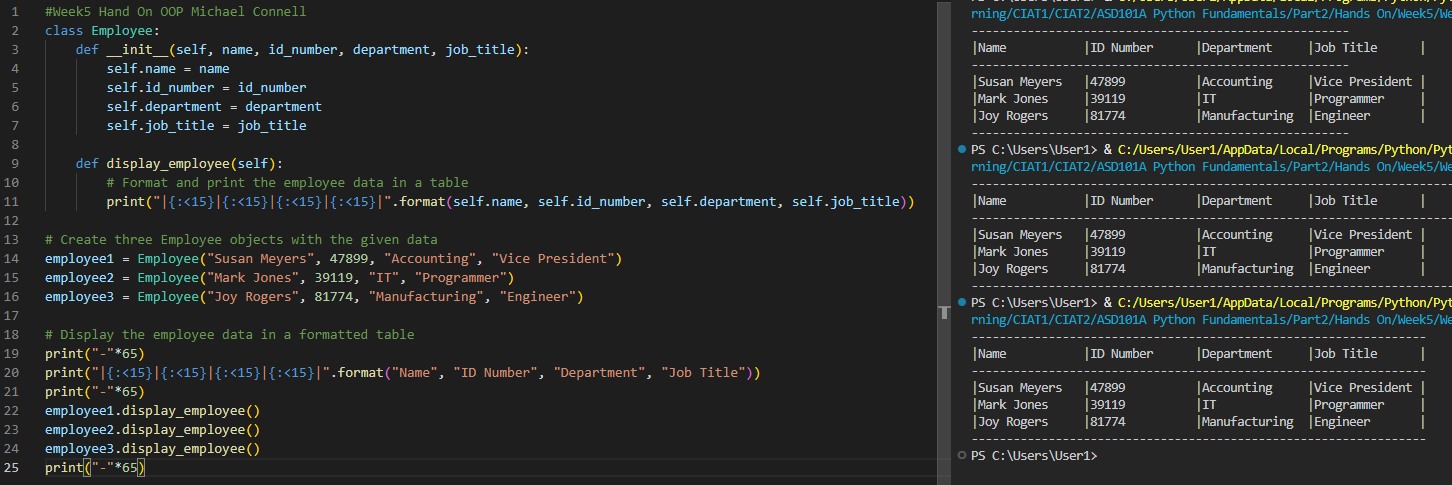 1 #Week5 Hand On OOP Michael Connell
2 class Employee:
3 def __init__(self, name, id_number, department, job_title):
4 self.name = name
5 self.id_number = id_number
6 self.department = department
7 self.job_title = job_title
8
9 def display_employee(self):
10 # Format and print the employee data in a table
11 print("|{:<15}|{:<15}|{:<15}|{:<15}|".format(self.name, self.id_number, self.department, self.job_title))
12
13 # Create three Employee objects with the given data
14 employee1 = Employee("Susan Meyers", 47899, "Accounting", "Vice President")
15 employee2 = Employee("Mark Jones", 39119, "IT", "Programmer")
16 employee3 = Employee("Joy Rogers", 81774, "Manufacturing", "Engineer")
17
18 # Display the employee data in a formatted table
19 print("-"*65)
20 print("|{:<15}|{:<15}|{:<15}|{:<15}|".format("Name", "ID Number", "Department", "Job Title"))
21 print("-"*65)
22 employee1.display_employee()
23 employee2.display_employee()
24 employee3.display_employee()
25 print("-"*65)
rning/CIAT1/CIAT2/ASD101A Python Fundamentals/Part2/Hands On/Week5/We
------------------------------------------------------
|Name |ID Number |Department |Job Title |
------------------------------------------------------
|Susan Meyers |47899 |Accounting |Vice President |
|Mark Jones |39119 |IT |Programmer |
|Joy Rogers |81774 |Manufacturing |Engineer |
------------------------------------------------------
PS C:\Users\User1> & C:/Users/User1/AppData/Local/Programs/Python/Pyt
rning/CIAT1/CIAT2/ASD101A Python Fundamentals/Part2/Hands On/Week5/We
---------------------------------------------------------------------
|Name |ID Number |Department |Job Title |
---------------------------------------------------------------------
|Susan Meyers |47899 |Accounting |Vice President |
|Mark Jones |39119 |IT |Programmer |
|Joy Rogers |81774 |Manufacturing |Engineer |
---------------------------------------------------------------------
PS C:\Users\User1> & C:/Users/User1/AppData/Local/Programs/Python/Pyt
rning/CIAT1/CIAT2/ASD101A Python Fundamentals/Part2/Hands On/Week5/We
-----------------------------------------------------------------
|Name |ID Number |Department |Job Title |
-----------------------------------------------------------------
|Susan Meyers |47899 |Accounting |Vice President |
|Mark Jones |39119 |IT |Programmer |
|Joy Rogers |81774 |Manufacturing |Engineer |
-----------------------------------------------------------------
PS C:\Users\User1>